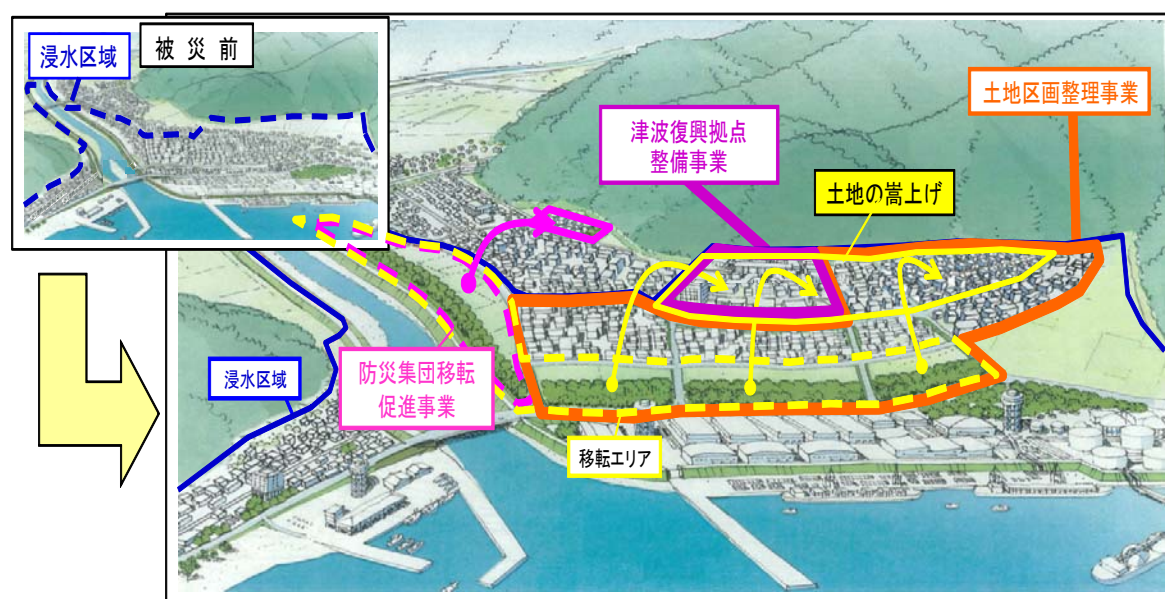 被災前
浸水区域
土地区画整理事業
津波復興拠点
整備事業
土地の嵩上げ
防災集団移転
促進事業
浸水区域
移転エリア